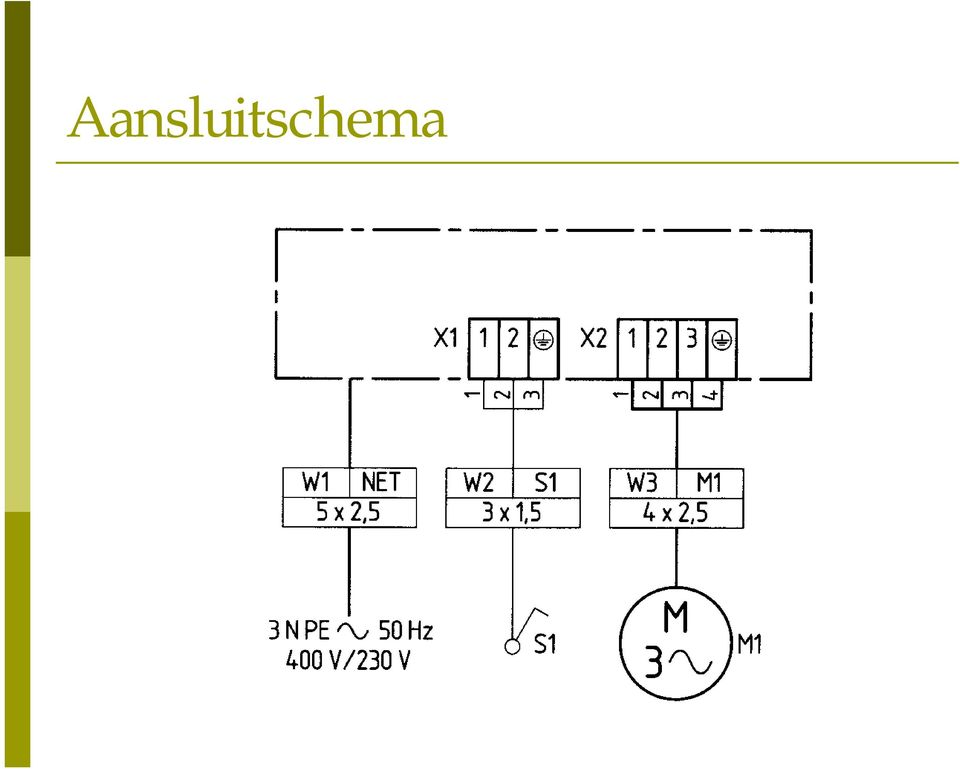 Aansluitschema
X1 1 2 X2 1 2 3
1 2 3 1 2 3 4
W1 NET W2 S1 W3 M1
5 x 2,5 3 x 1,5 4 x 2,5
3 N PE ∿ 50 Hz
400 V/230 V
S1
M
3 ∿
M1